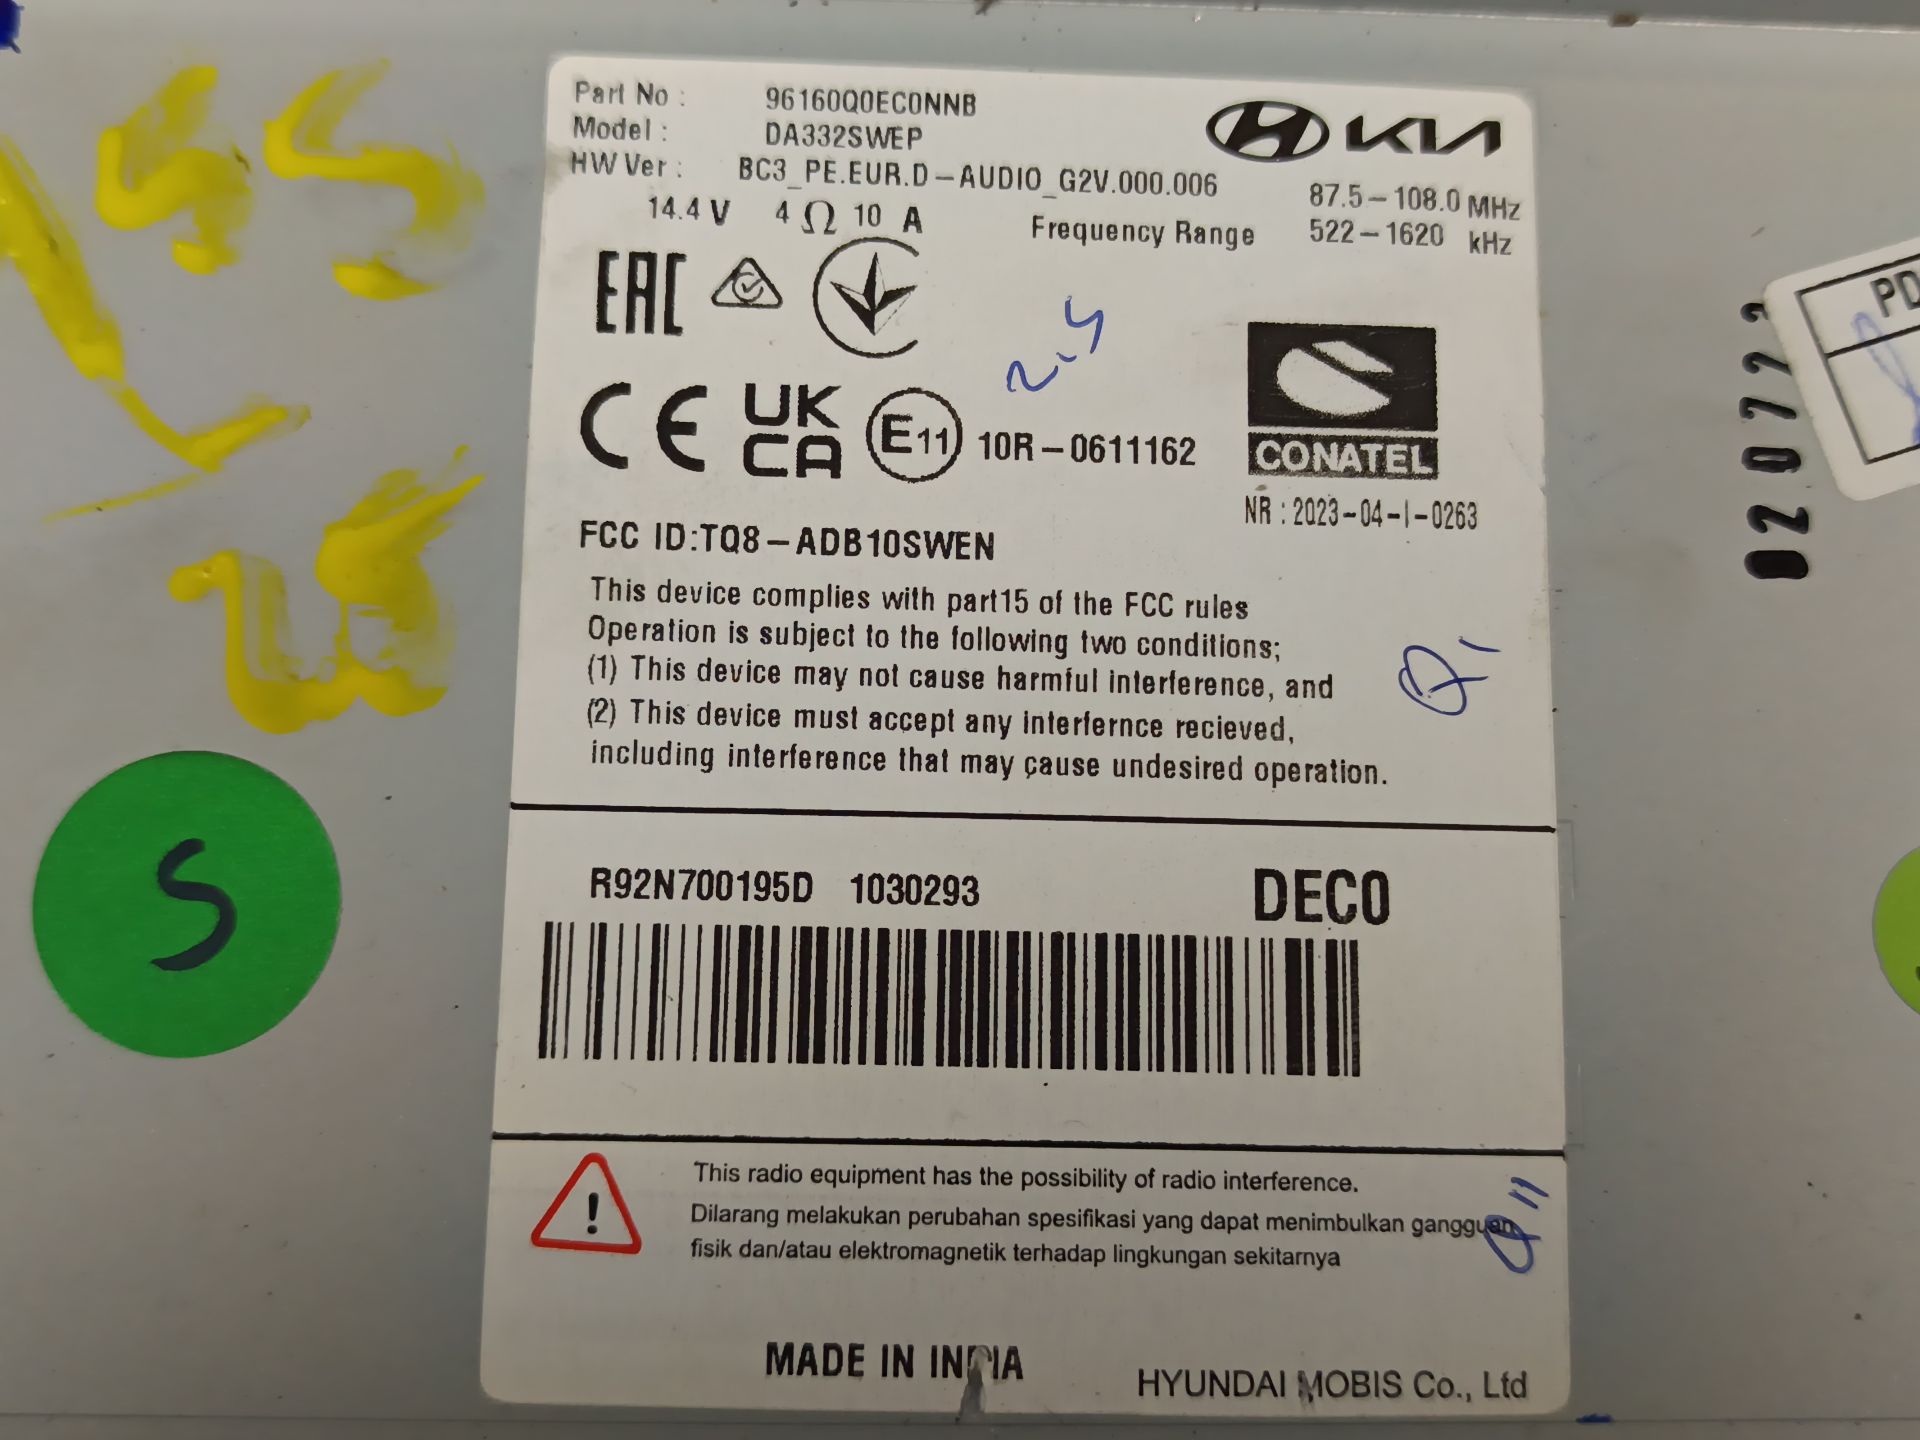 Part No : 96160Q0EC0NNB
Model : DA332SWEP
HW Ver : BC3_PE.EUR.D-AUDIO_G2V.000.006
KIA
14.4 V 4 Ω 10 A
Frequency Range 87.5-108.0 MHz
522-1620 kHz
EAC
2.4
CE UK CA E11 10R-0611162
CONATEL
NR : 2023-04-I-0263
FCC ID:TQ8-ADB10SWEN
This device complies with part15 of the FCC rules
Operation is subject to the following two conditions;
(1) This device may not cause harmful interference, and
(2) This device must accept any interfernce recieved,
including interference that may cause undesired operation.
R92N700195D 1030293
DEC0
This radio equipment has the possibility of radio interference.
Dilarang melakukan perubahan spesifikasi yang dapat menimbulkan gangguan
fisik dan/atau elektromagnetik terhadap lingkungan sekitarnya
MADE IN INDIA
HYUNDAI MOBIS Co., Ltd
S
PD